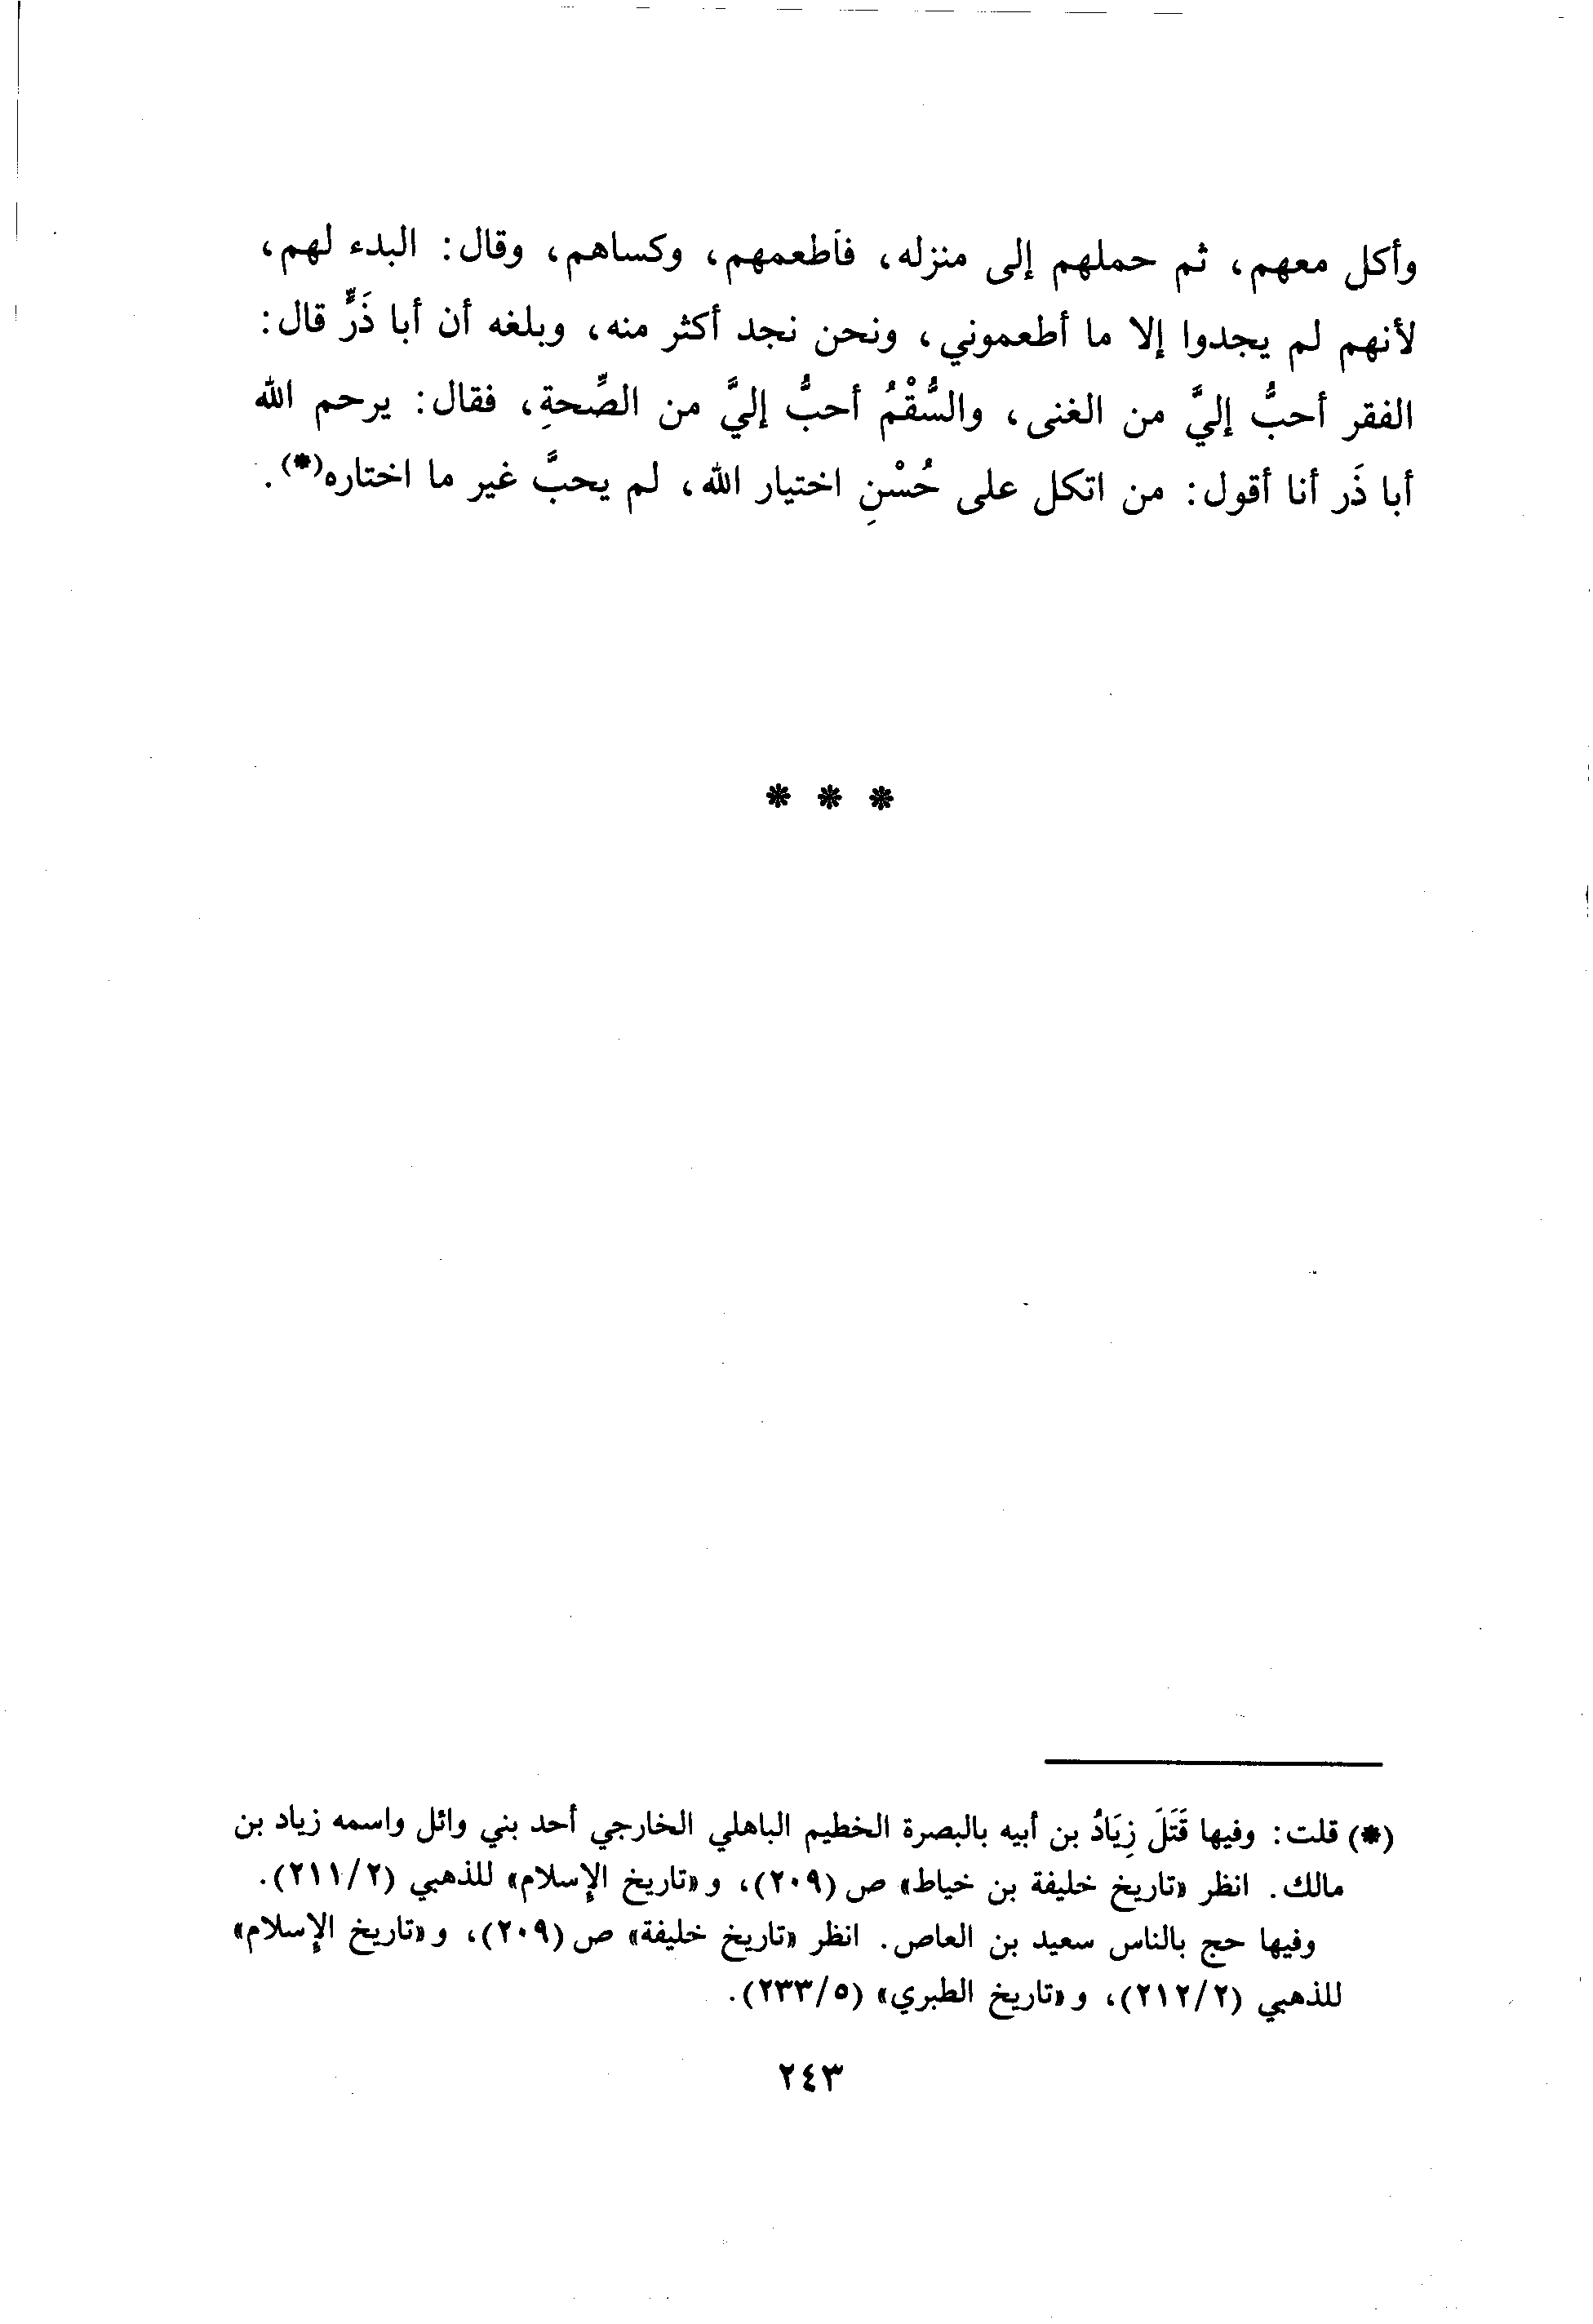 وأكل معهم، ثم حملهم إلى منزله، فأطعمهم، وكساهم، وقال: البدء لهم،
لأنهم لم يجدوا إلا ما أطعموني، ونحن نجد أكثر منه، وبلغه أن أبا ذَرٍّ قال:
الفقر أحبُّ إليَّ من الغنى، والسُّقْمُ أحبُّ إليَّ من الصِّحةِ، فقال: يرحم الله
أبا ذَر أنا أقول: من اتكل على حُسْنِ اختيار الله، لم يحبَّ غير ما اختاره(*).
* * *
(*) قلت: وفيها قَتَلَ زِيَادُ بن أبيه بالبصرة الخطيم الباهلي الخارجي أحد بني وائل واسمه زياد بن
مالك. انظر «تاريخ خليفة بن خياط» ص (٢٠٩)، و «تاريخ الإسلام» للذهبي (٢١١/٢).
وفيها حج بالناس سعيد بن العاص. انظر «تاريخ خليفة» ص (٢٠٩)، و «تاريخ الإسلام»
للذهبي (٢١٢/٢)، و «تاريخ الطبري» (٢٣٣/٥).
٢٤٣